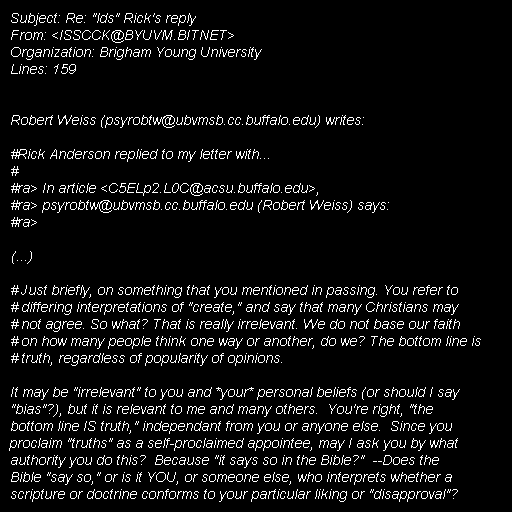 Subject: Re: "lds" Rick's reply
From: <ISSCCK@BYUVM.BITNET>
Organization: Brigham Young University
Lines: 159
Robert Weiss (psyrobtw@ubvmsb.cc.buffalo.edu) writes:
#Rick Anderson replied to my letter with...
#
#ra> In article <C5ELp2.L0C@acsu.buffalo.edu>,
#ra> psyrobtw@ubvmsb.cc.buffalo.edu (Robert Weiss) says:
#ra>
(...)
# Just briefly, on something that you mentioned in passing. You refer to
# differing interpretations of "create," and say that many Christians may
# not agree. So what? That is really irrelevant. We do not base our faith
# on how many people think one way or another, do we? The bottom line is
# truth, regardless of popularity of opinions.
It may be "irrelevant" to you and *your* personal beliefs (or should I say
"bias"?), but it is relevant to me and many others.  You're right, "the
bottom line IS truth," independant from you or anyone else.  Since you
proclaim "truths" as a self-proclaimed appointee, may I ask you by what
authority you do this?  Because "it says so in the Bible?"  --Does the
Bible "say so," or is it YOU, or someone else, who interprets whether a
scripture or doctrine conforms to your particular liking or "disapproval"?